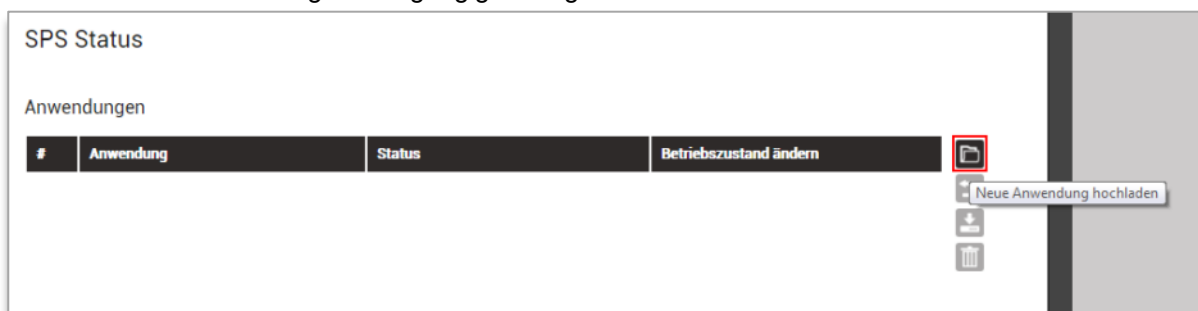 SPS Status
Anwendungen
# Anwendung Status Betriebszustand ändern
Neue Anwendung hochladen